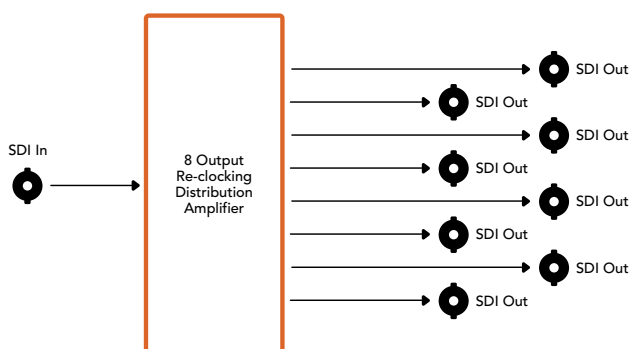 SDI In
8 Output
Re-clocking
Distribution
Amplifier
SDI Out
SDI Out
SDI Out
SDI Out
SDI Out
SDI Out
SDI Out
SDI Out